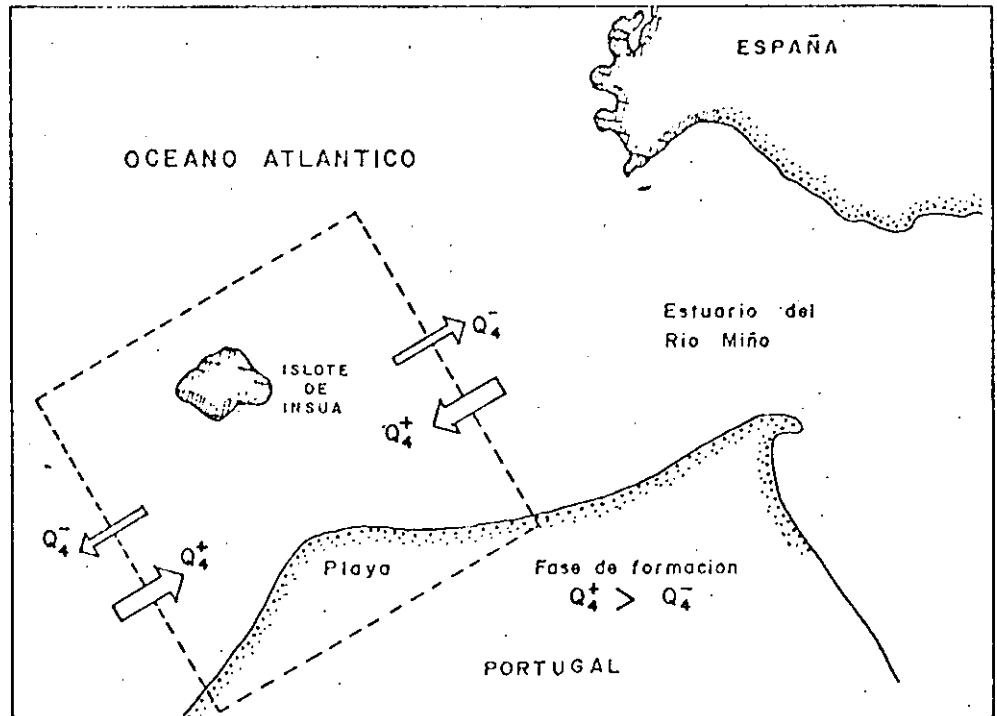 ESPAÑA
OCEANO ATLANTICO
Estuario del
Rio Miño
Q₄⁻
ISLOTE
DE
INSUA
Q₄⁺
Q₄⁻
Q₄⁺
Playa
Fase de formacion
Q₄⁺ > Q₄⁻
PORTUGAL